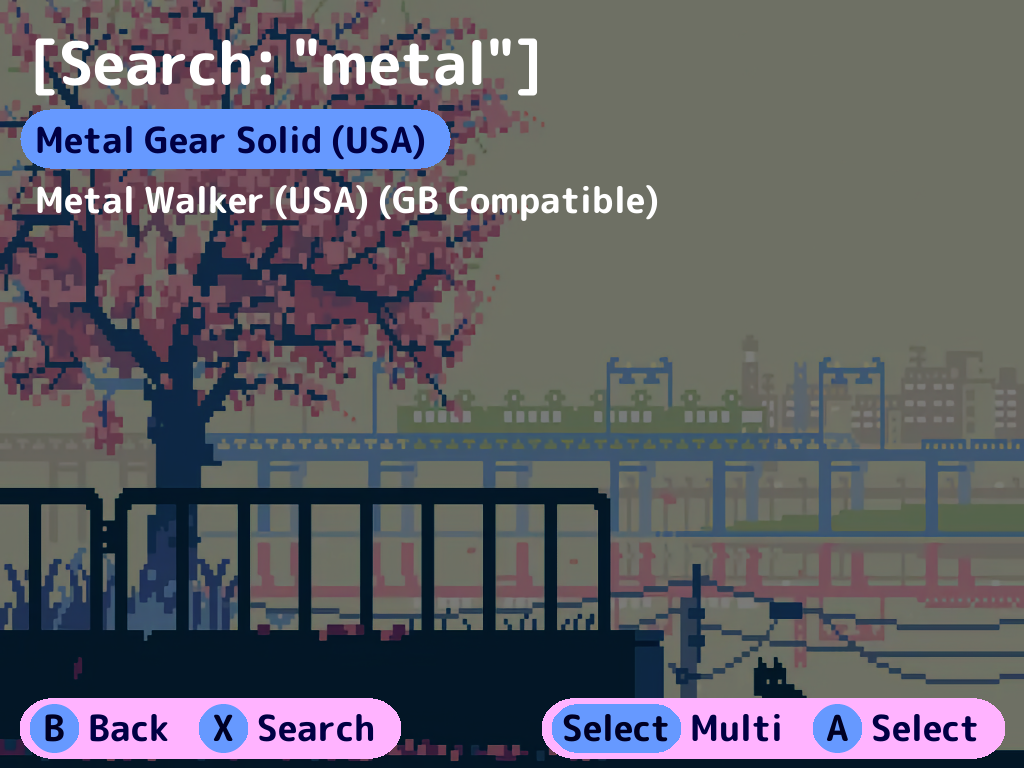 [Search: "metal"]
Metal Gear Solid (USA)
Metal Walker (USA) (GB Compatible)
B Back X Search Select Multi A Select